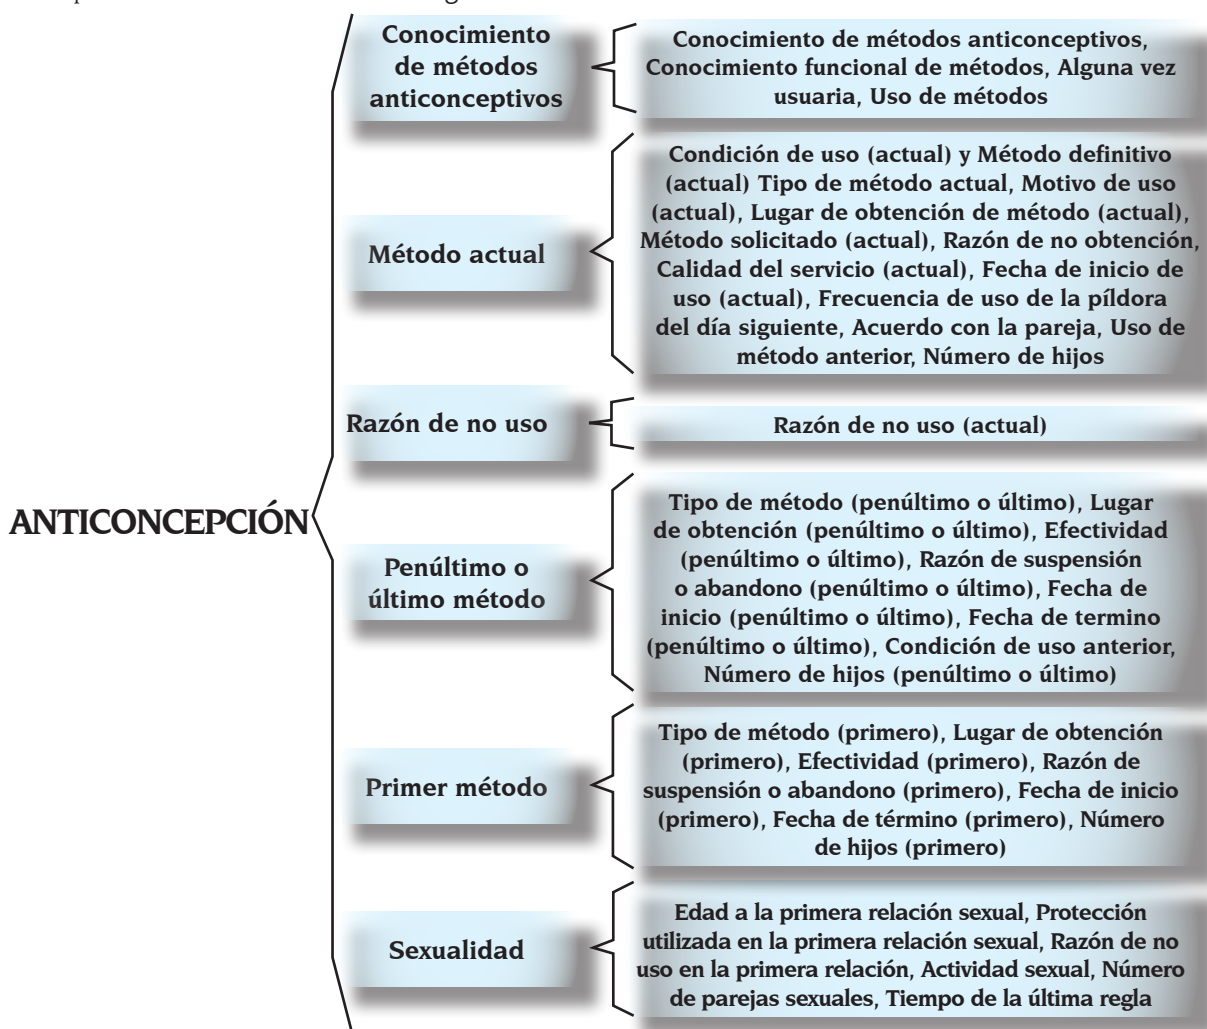 Conocimiento
de métodos
anticonceptivos
Conocimiento de métodos anticonceptivos,
Conocimiento funcional de métodos, Alguna vez
usuaria, Uso de métodos
Método actual
Condición de uso (actual) y Método definitivo
(actual) Tipo de método actual, Motivo de uso
(actual), Lugar de obtención de método (actual),
Método solicitado (actual), Razón de no obtención,
Calidad del servicio (actual), Fecha de inicio de
uso (actual), Frecuencia de uso de la píldora
del día siguiente, Acuerdo con la pareja, Uso de
método anterior, Número de hijos
Razón de no uso
Razón de no uso (actual)
ANTICONCEPCIÓN
Penúltimo o
último método
Tipo de método (penúltimo o último), Lugar
de obtención (penúltimo o último), Efectividad
(penúltimo o último), Razón de suspensión
o abandono (penúltimo o último), Fecha de
inicio (penúltimo o último), Fecha de termino
(penúltimo o último), Condición de uso anterior,
Número de hijos (penúltimo o último)
Primer método
Tipo de método (primero), Lugar de obtención
(primero), Efectividad (primero), Razón de
suspensión o abandono (primero), Fecha de inicio
(primero), Fecha de término (primero), Número
de hijos (primero)
Sexualidad
Edad a la primera relación sexual, Protección
utilizada en la primera relación sexual, Razón de no
uso en la primera relación, Actividad sexual, Número
de parejas sexuales, Tiempo de la última regla